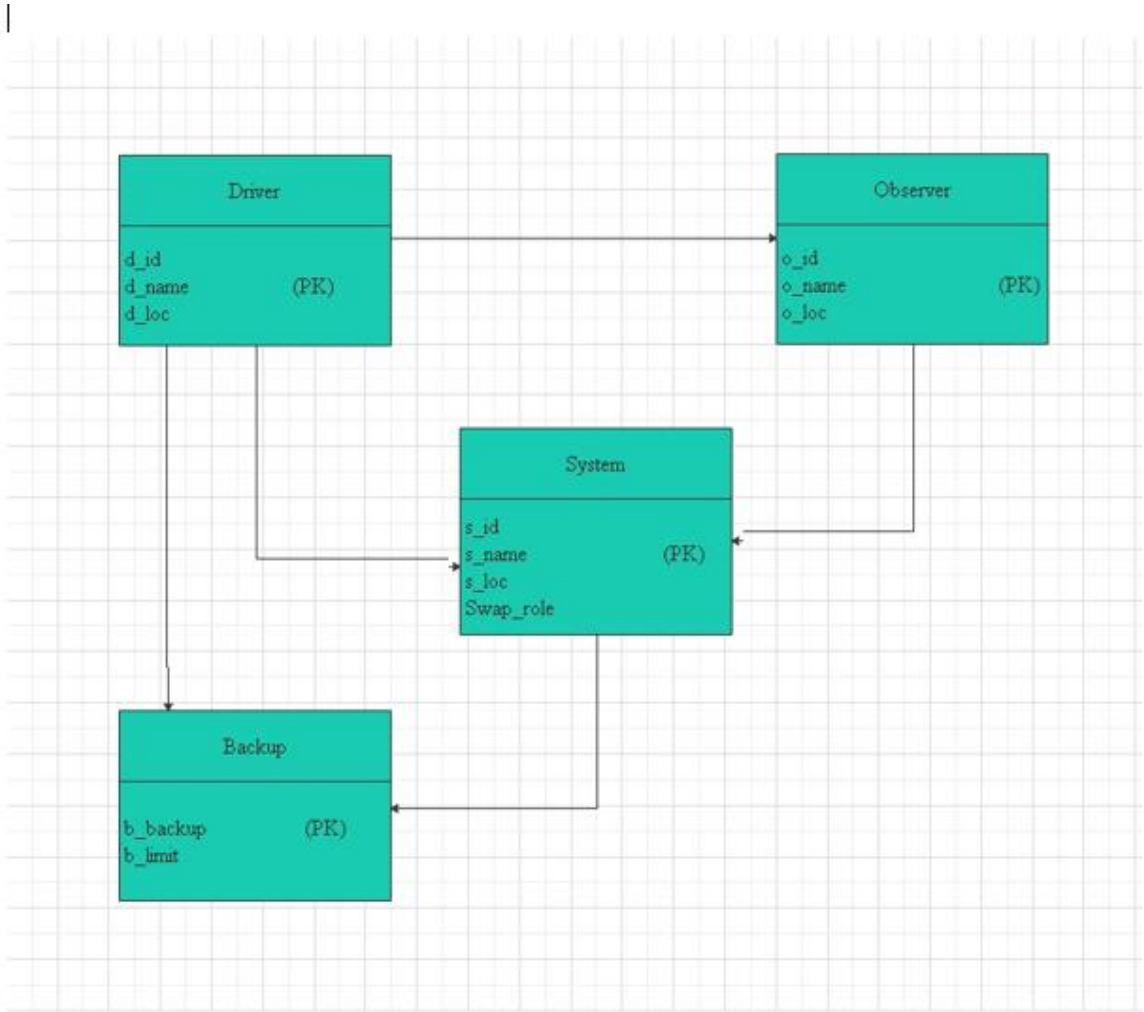 Driver
d_id
d_name (PK)
d_loc
Observer
o_id
o_name (PK)
o_loc
System
s_id
s_name (PK)
s_loc
Swap_role
Backup
b_backup (PK)
b_limit